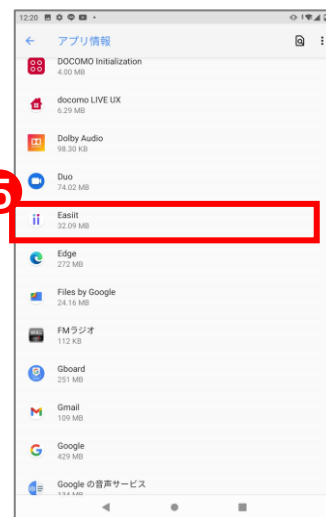 12:20
アプリ情報
DOCOMO Initialization
4.00 MB
docomo LIVE UX
6.29 MB
Dolby Audio
98.30 KB
Duo
74.02 MB
5
Easiit
32.09 MB
Edge
272 MB
Files by Google
24.16 MB
FMラジオ
112 KB
Gboard
251 MB
Gmail
109 MB
Google
429 MB
Google の音声サービス
134 MB